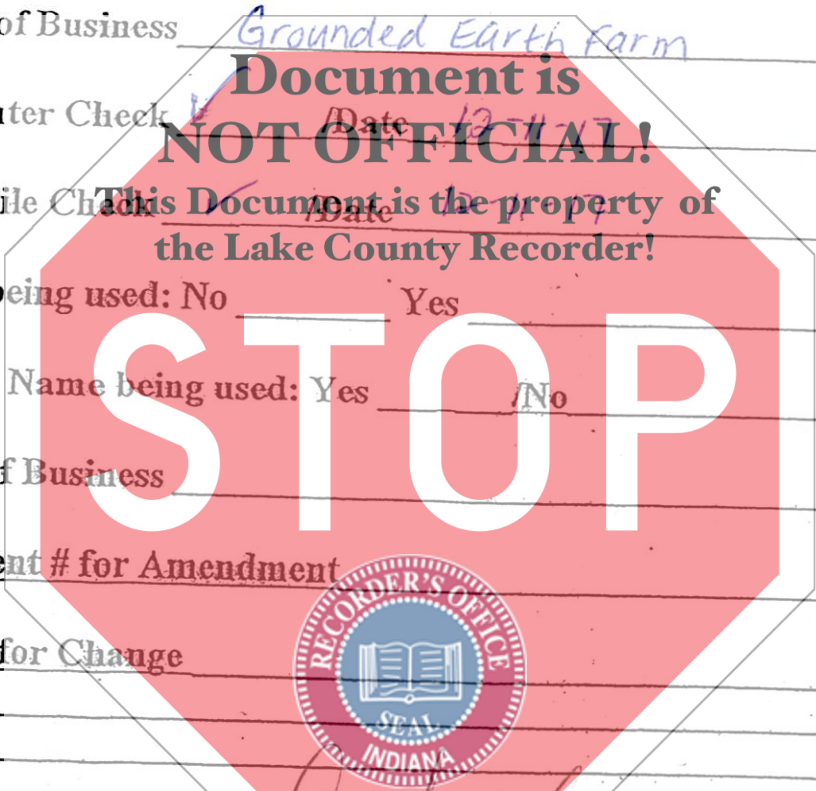 of Business Grounded Earth Farm
Document is
uter Check ✓ /Date 12-11-17
NOT OFFICIAL!
ile Check ✓ /Date 12-11-17
This Document is the property of
the Lake County Recorder!
being used: No Yes
STOP
Name being used: Yes /No
f Business
ent # for Amendment
for Change
RECORDER'S OFFICE
SEAL
INDIANA